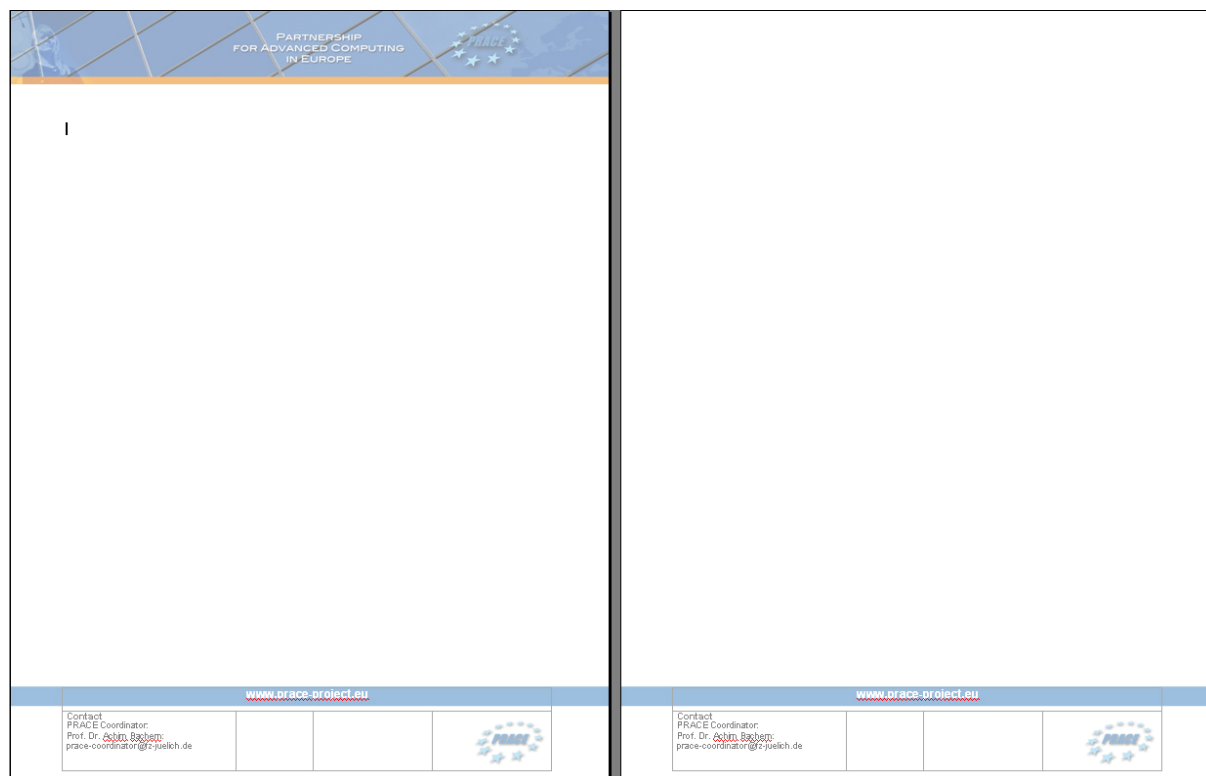 PARTNERSHIP
FOR ADVANCED COMPUTING
IN EUROPE
PRACE
www.prace-project.eu
Contact
PRACE Coordinator:
Prof. Dr. Achim Bachem:
prace-coordinator@fz-juelich.de
PRACE
www.prace-project.eu
Contact
PRACE Coordinator:
Prof. Dr. Achim Bachem:
prace-coordinator@fz-juelich.de
PRACE